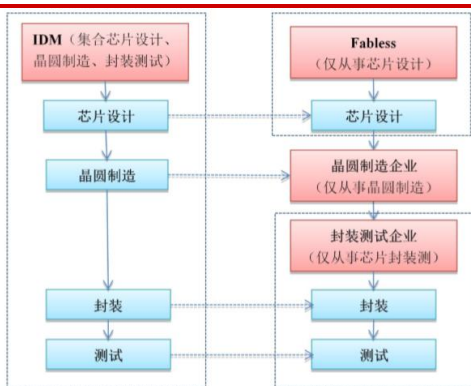 IDM（集合芯片设计、
晶圆制造、封装测试）
芯片设计
晶圆制造
封装
测试
Fabless
（仅从事芯片设计）
芯片设计
晶圆制造企业
（仅从事晶圆制造）
封装测试企业
（仅从事芯片封装测）
封装
测试